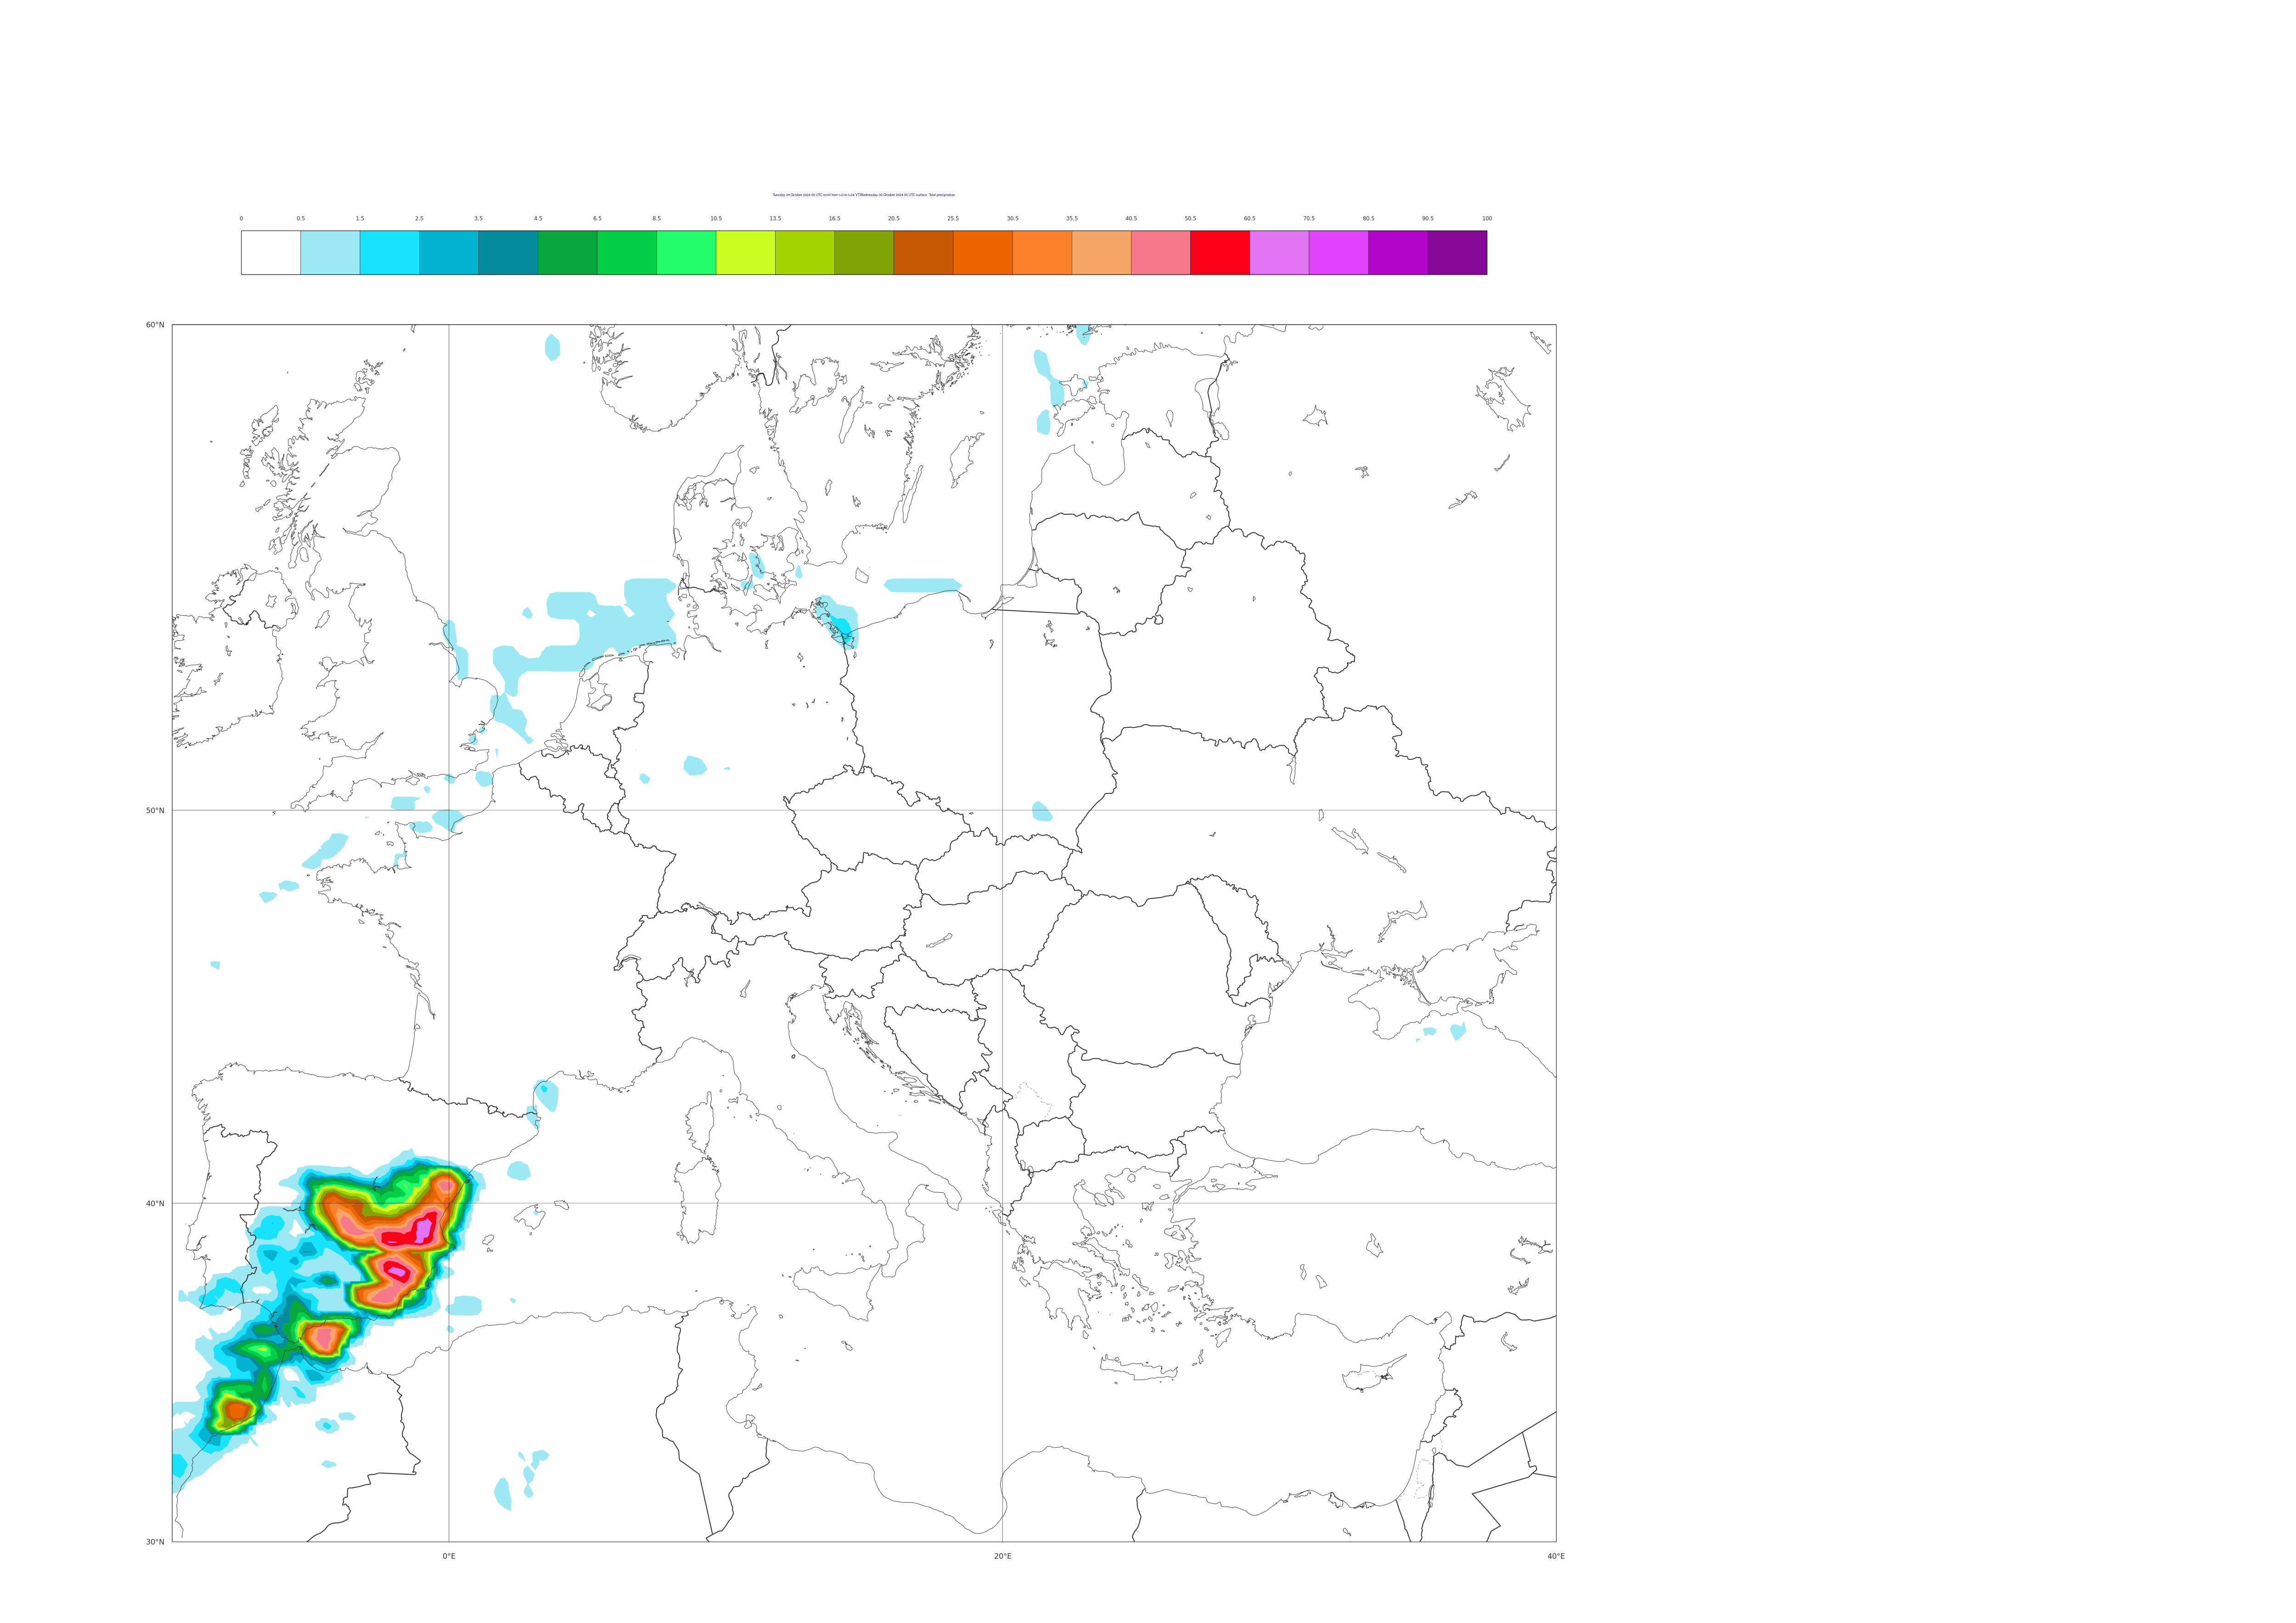 Tuesday 29 October 2024 00 UTC ecmf t+0 to t+24 VT:Wednesday 30 October 2024 00 UTC surface Total precipitation
0 0.5 1.5 2.5 3.5 4.5 6.5 8.5 10.5 13.5 16.5 20.5 25.5 30.5 35.5 40.5 50.5 60.5 70.5 80.5 90.5 100
60°N
50°N
40°N
30°N
0°E 20°E 40°E